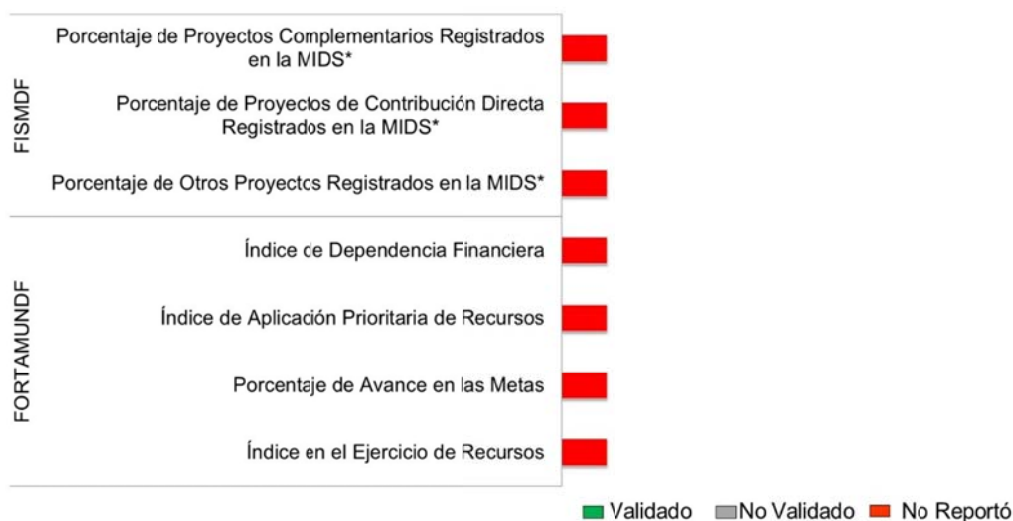 FISMDF
Porcentaje de Proyectos Complementarios Registrados
en la MIDS*
Porcentaje de Proyectos de Contribución Directa
Registrados en la MIDS*
Porcentaje de Otros Proyectos Registrados en la MIDS*
FORTAMUNDF
Índice de Dependencia Financiera
Índice de Aplicación Prioritaria de Recursos
Porcentaje de Avance en las Metas
Índice en el Ejercicio de Recursos
Validado No Validado No Reportó